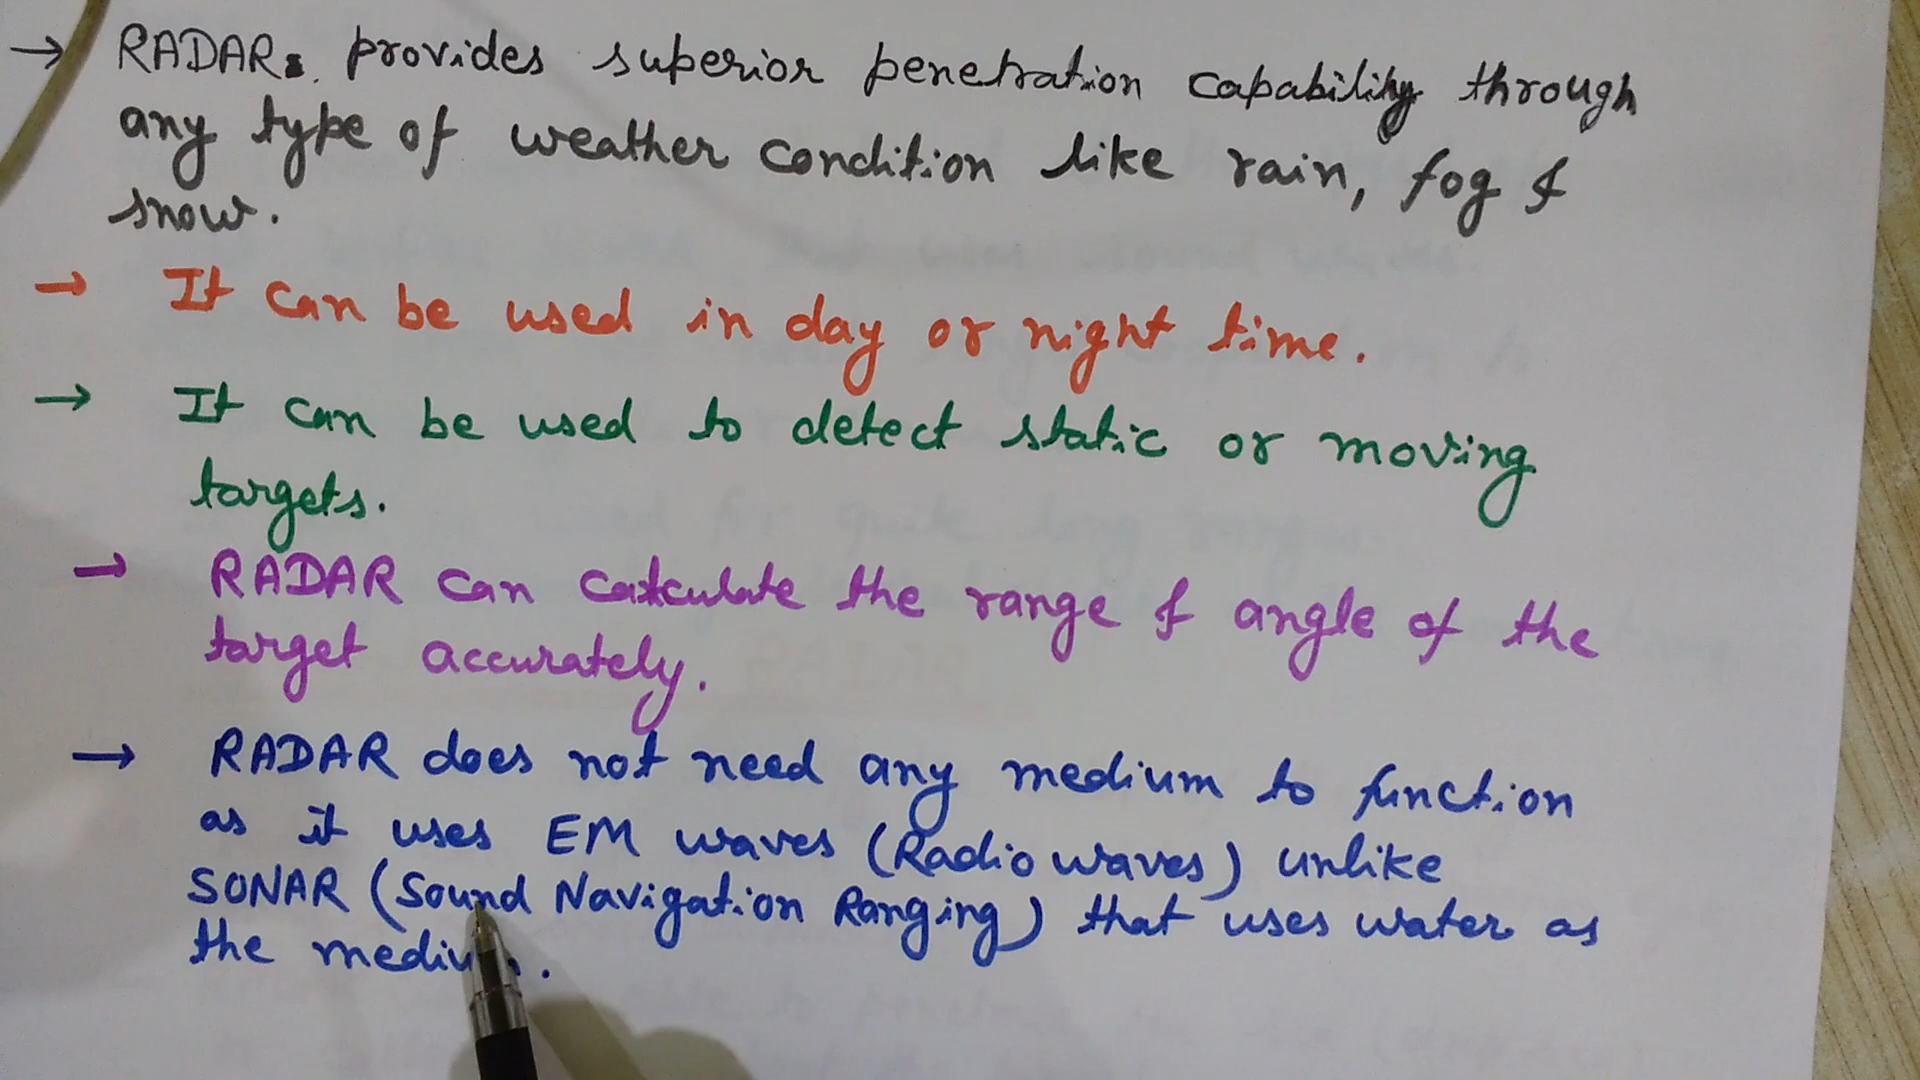 → RADAR provides superior penetration capability through
any type of weather condition like rain, fog &
snow.
→ It can be used in day or night time.
→ It can be used to detect static or moving
targets.
→ RADAR can calculate the range & angle of the
target accurately.
→ RADAR does not need any medium to function
as it uses EM waves (Radio waves) unlike
SONAR (Sound Navigation Ranging) that uses water as
the medium.